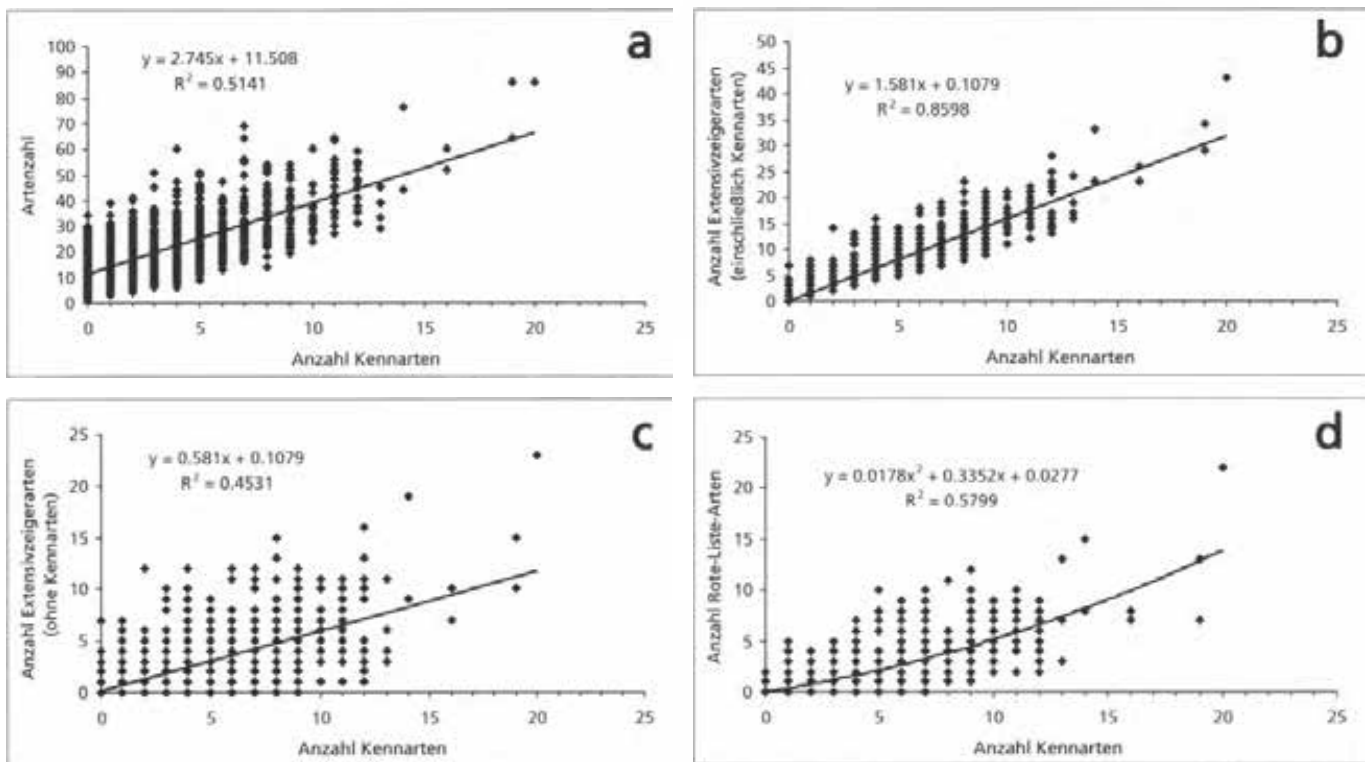 a
y = 2.745x + 11.508
R² = 0.5141
Artenzahl
100
90
80
70
60
50
40
30
20
10
0
0 5 10 15 20 25
Anzahl Kennarten
b
y = 1.581x + 0.1079
R² = 0.8598
Anzahl Extensivzeigerarten
(einschließlich Kennarten)
50
45
40
35
30
25
20
15
10
5
0
0 5 10 15 20 25
Anzahl Kennarten
c
y = 0.581x + 0.1079
R² = 0.4531
Anzahl Extensivzeigerarten
(ohne Kennarten)
25
20
15
10
5
0
0 5 10 15 20 25
Anzahl Kennarten
d
y = 0.0178x² + 0.3352x + 0.0277
R² = 0.5799
Anzahl Rote-Liste-Arten
25
20
15
10
5
0
0 5 10 15 20 25
Anzahl Kennarten